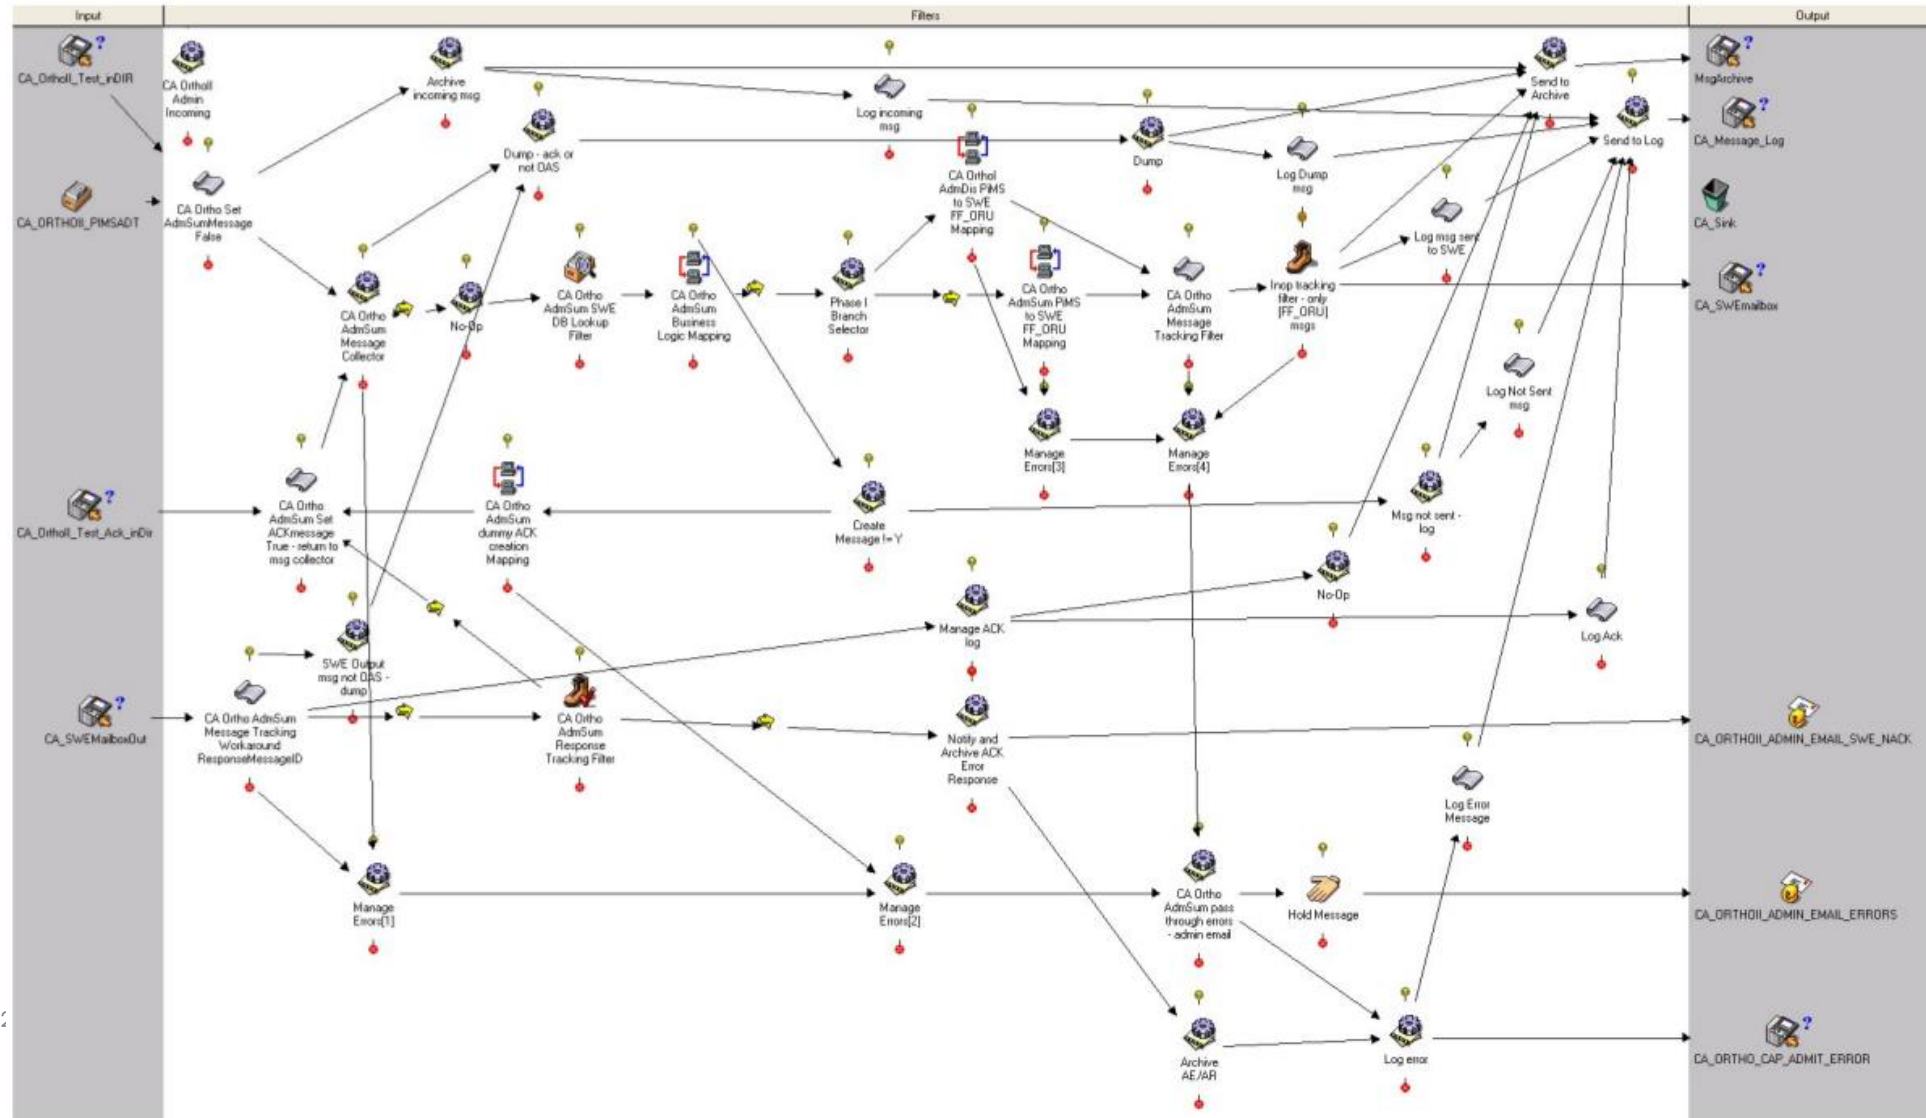 Input
Filters
Output
CA_OrthoII_Test_inDIR
CA_ORTHOII_PIMSADT
CA_OrthoII_Test_Ack_inDir
CA_SWEMailboxOut
CA OrthoII
Admin
Incoming
CA Ortho Set
AdmSumMessage
False
Archive
incoming msg
Log incoming
msg
Dump - ack or
not OAS
Dump
Log Dump
msg
Send to
Archive
Send to Log
CA Ortho
AdmSum
Message
Collector
No-Op
CA Ortho
AdmSum SWE
DB Lookup
Filter
CA Ortho
AdmSum
Business
Logic Mapping
Phase I
Branch
Selector
CA Orthol
AdmDis PiMS
to SWE
FF_ORU
Mapping
CA Ortho
AdmSum PiMS
to SWE
FF_ORU
Mapping
CA Ortho
AdmSum
Message
Tracking Filter
Inop tracking
filter - only
[FF_ORU]
msgs
Log msg sent
to SWE
Log Not Sent
msg
Manage
Errors[3]
Manage
Errors[4]
CA Ortho
AdmSum Set
ACKmessage
True - return to
msg collector
CA Ortho
AdmSum
dummy ACK
creation
Mapping
Create
Message != Y
Msg not sent -
log
No-Op
Manage ACK
log
Log Ack
SWE Output
msg not OAS -
dump
CA Ortho AdmSum
Message Tracking
Workaround
ResponseMessageID
CA Ortho
AdmSum
Response
Tracking Filter
Notify and
Archive ACK
Error
Response
Log Error
Message
Manage
Errors[1]
Manage
Errors[2]
CA Ortho
AdmSum pass
through errors
- admin email
Hold Message
Archive
AE/AR
Log error
MsgArchive
CA_Message_Log
CA_Sink
CA_SWEmailbox
CA_ORTHOII_ADMIN_EMAIL_SWE_NACK
CA_ORTHOII_ADMIN_EMAIL_ERRORS
CA_ORTHO_CAP_ADMIT_ERROR